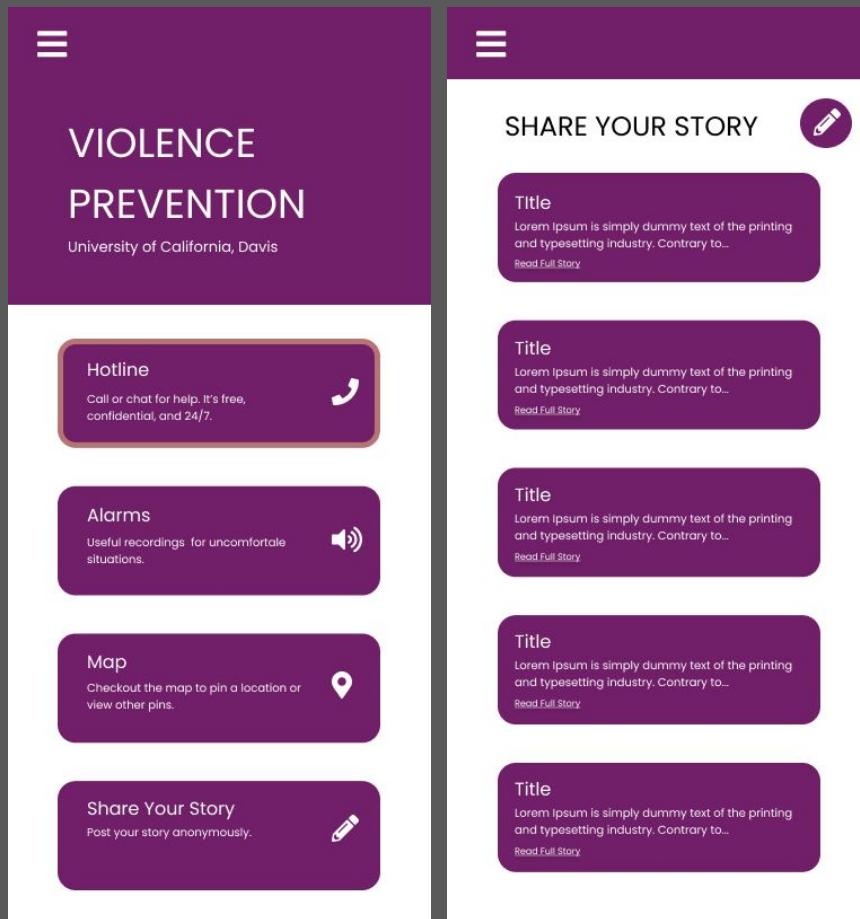 VIOLENCE
PREVENTION
University of California, Davis
Hotline
Call or chat for help. It's free,
confidential, and 24/7.
Alarms
Useful recordings for uncomfortale
situations.
Map
Checkout the map to pin a location or
view other pins.
Share Your Story
Post your story anonymously.
SHARE YOUR STORY
TItle
Lorem Ipsum is simply dummy text of the printing
and typesetting industry. Contrary to...
Read Full Story
Title
Lorem Ipsum is simply dummy text of the printing
and typesetting industry. Contrary to...
Read Full Story
Title
Lorem Ipsum is simply dummy text of the printing
and typesetting industry. Contrary to...
Read Full Story
Title
Lorem Ipsum is simply dummy text of the printing
and typesetting industry. Contrary to...
Read Full Story
Title
Lorem Ipsum is simply dummy text of the printing
and typesetting industry. Contrary to...
Read Full Story